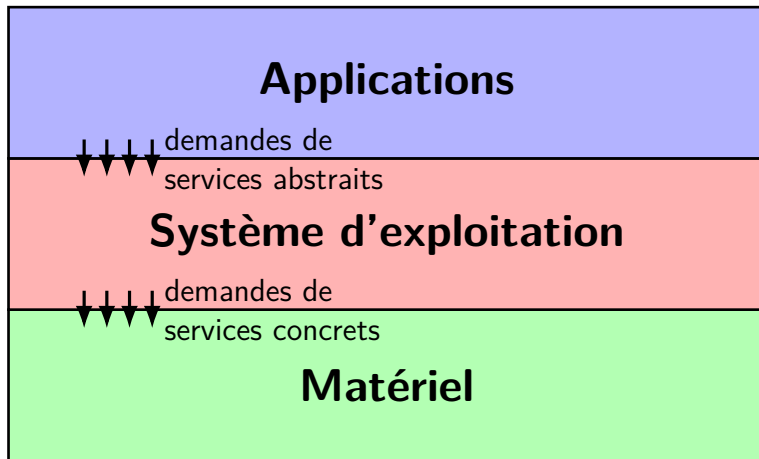 Applications
demandes de
services abstraits
Système d'exploitation
demandes de
services concrets
Matériel